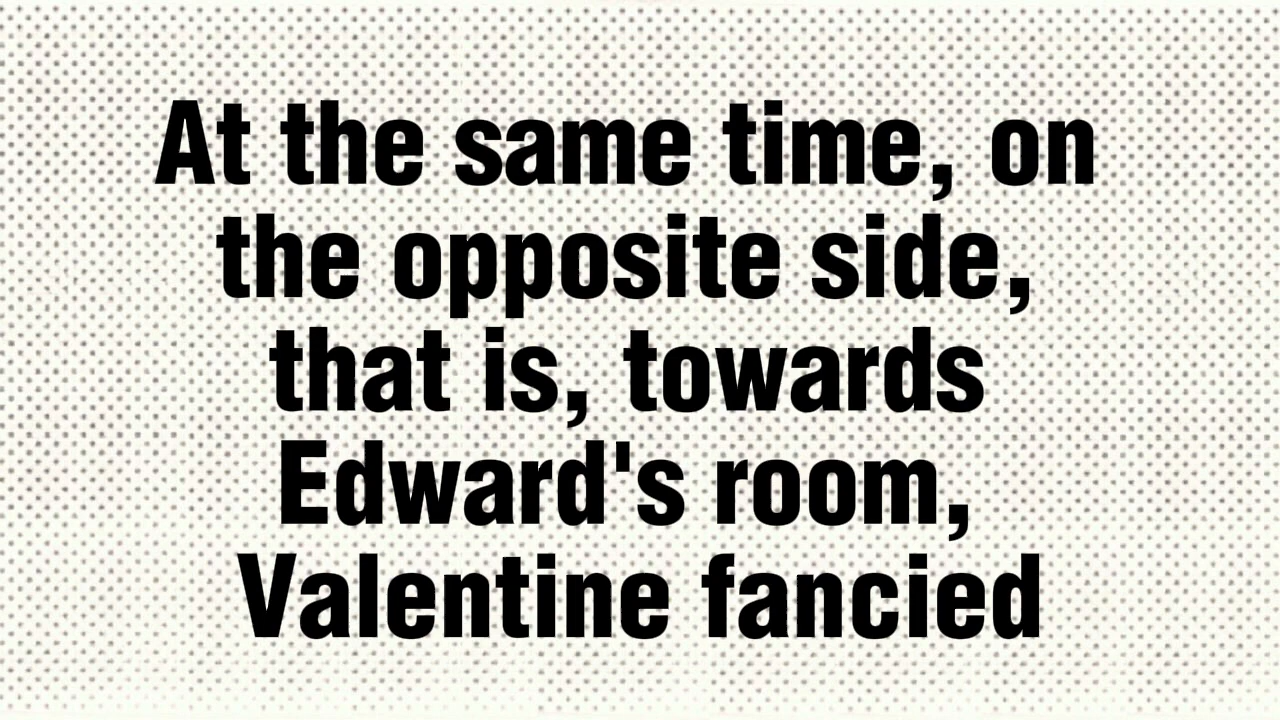 At the same time, on
the opposite side,
that is, towards
Edward's room,
Valentine fancied